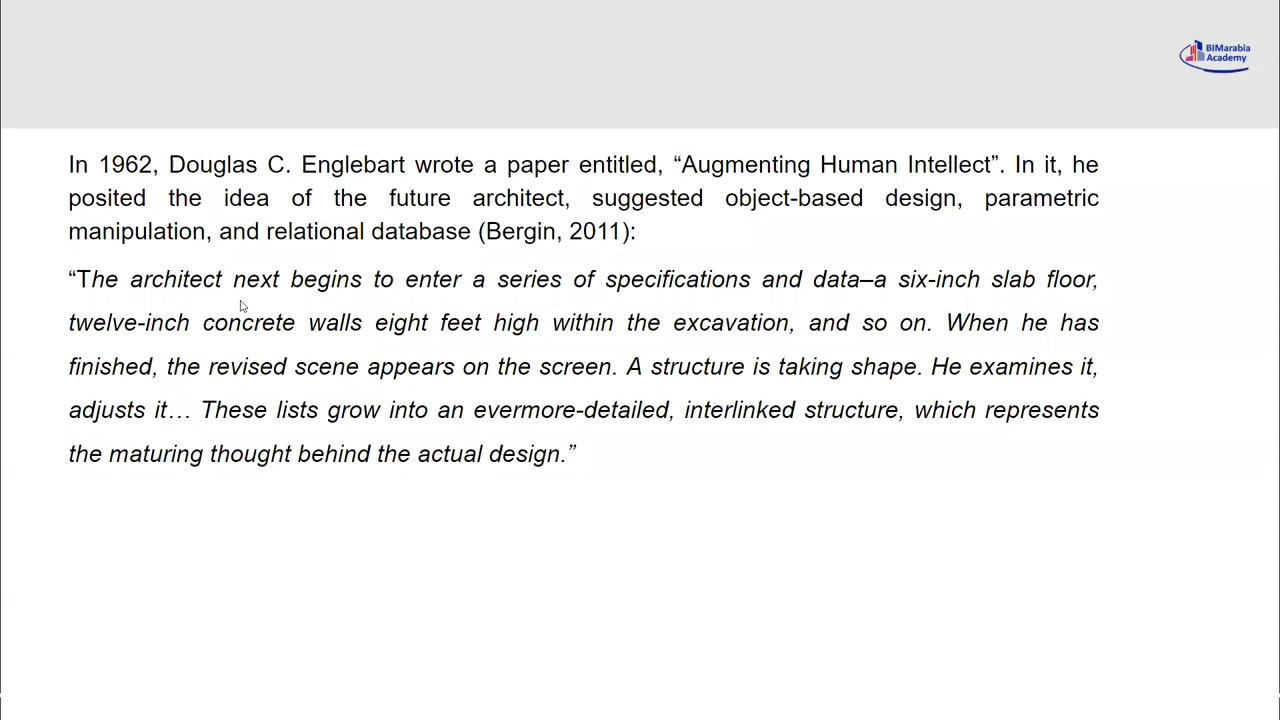 BIMarabia
Academy
In 1962, Douglas C. Englebart wrote a paper entitled, “Augmenting Human Intellect”. In it, he
posited the idea of the future architect, suggested object-based design, parametric
manipulation, and relational database (Bergin, 2011):
“The architect next begins to enter a series of specifications and data–a six-inch slab floor,
twelve-inch concrete walls eight feet high within the excavation, and so on. When he has
finished, the revised scene appears on the screen. A structure is taking shape. He examines it,
adjusts it… These lists grow into an evermore-detailed, interlinked structure, which represents
the maturing thought behind the actual design.”